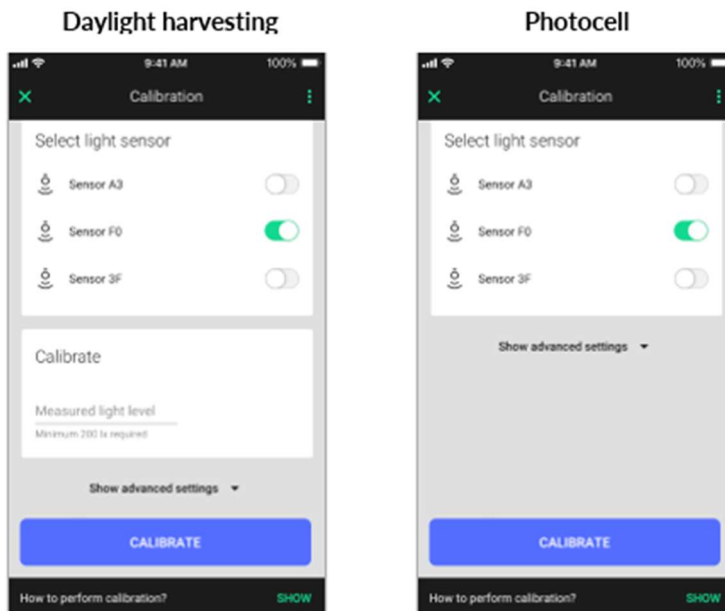 Daylight harvesting
9:41 AM
100%
Calibration
Select light sensor
Sensor A3
Sensor F0
Sensor 3F
Calibrate
Measured light level
Minimum 200 lx required
Show advanced settings
CALIBRATE
How to perform calibration?
SHOW
Photocell
9:41 AM
100%
Calibration
Select light sensor
Sensor A3
Sensor F0
Sensor 3F
Show advanced settings
CALIBRATE
How to perform calibration?
SHOW